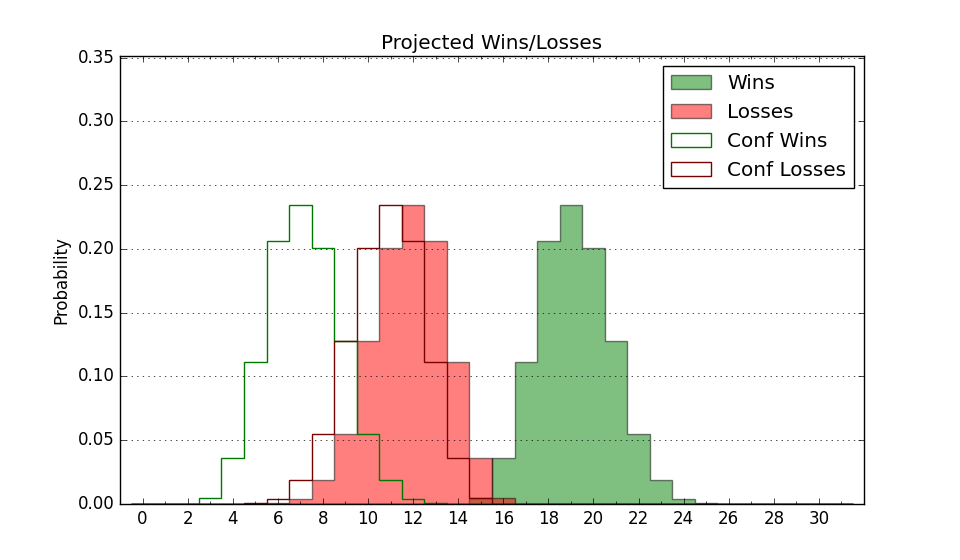 Projected Wins/Losses
0.35
0.30
0.25
0.20
0.15
0.10
0.05
0.00
Probability
Wins
Losses
Conf Wins
Conf Losses
0 2 4 6 8 10 12 14 16 18 20 22 24 26 28 30